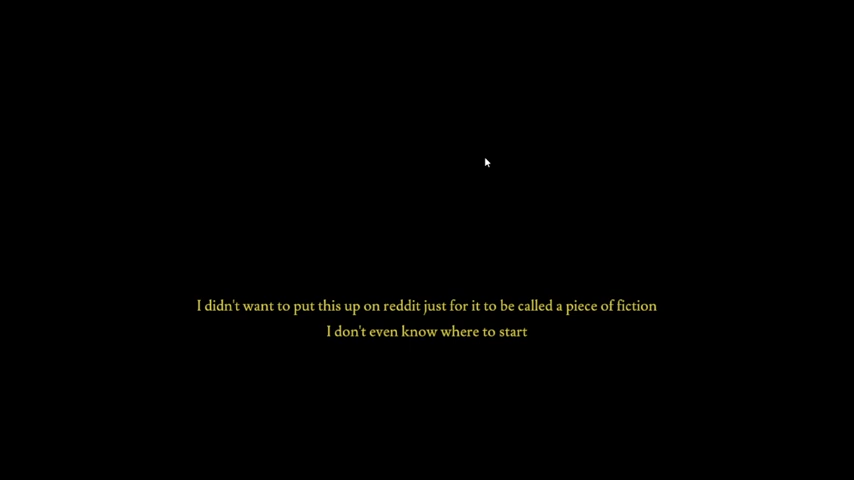 I didn't want to put this up on reddit just for it to be called a piece of fiction
I don't even know where to start